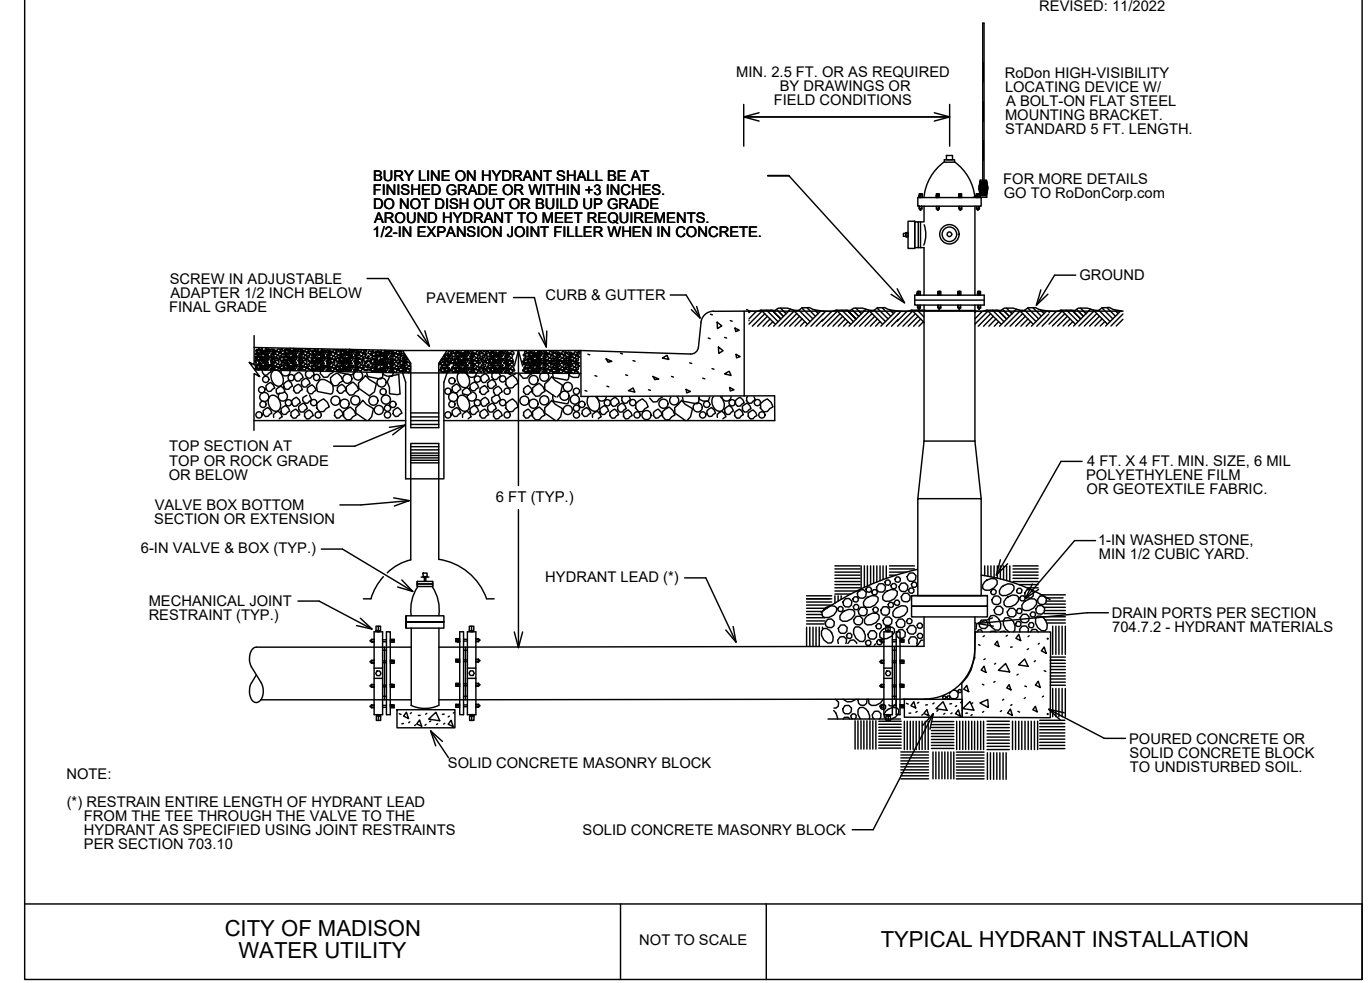 REVISED: 11/2022
MIN. 2.5 FT. OR AS REQUIRED
BY DRAWINGS OR
FIELD CONDITIONS
RoDon HIGH-VISIBILITY
LOCATING DEVICE W/
A BOLT-ON FLAT STEEL
MOUNTING BRACKET.
STANDARD 5 FT. LENGTH.
FOR MORE DETAILS
GO TO RoDonCorp.com
BURY LINE ON HYDRANT SHALL BE AT
FINISHED GRADE OR WITHIN +3 INCHES.
DO NOT DISH OUT OR BUILD UP GRADE
AROUND HYDRANT TO MEET REQUIREMENTS.
1/2-IN EXPANSION JOINT FILLER WHEN IN CONCRETE.
SCREW IN ADJUSTABLE
ADAPTER 1/2 INCH BELOW
FINAL GRADE
PAVEMENT
CURB & GUTTER
GROUND
TOP SECTION AT
TOP OR ROCK GRADE
OR BELOW
VALVE BOX BOTTOM
SECTION OR EXTENSION
6 FT (TYP.)
4 FT. X 4 FT. MIN. SIZE, 6 MIL
POLYETHYLENE FILM
OR GEOTEXTILE FABRIC.
6-IN VALVE & BOX (TYP.)
1-IN WASHED STONE,
MIN 1/2 CUBIC YARD.
HYDRANT LEAD (*)
MECHANICAL JOINT
RESTRAINT (TYP.)
DRAIN PORTS PER SECTION
704.7.2 - HYDRANT MATERIALS
SOLID CONCRETE MASONRY BLOCK
POURED CONCRETE OR
SOLID CONCRETE BLOCK
TO UNDISTURBED SOIL.
NOTE:
(*) RESTRAIN ENTIRE LENGTH OF HYDRANT LEAD
FROM THE TEE THROUGH THE VALVE TO THE
HYDRANT AS SPECIFIED USING JOINT RESTRAINTS
PER SECTION 703.10
SOLID CONCRETE MASONRY BLOCK
CITY OF MADISON
WATER UTILITY
NOT TO SCALE
TYPICAL HYDRANT INSTALLATION